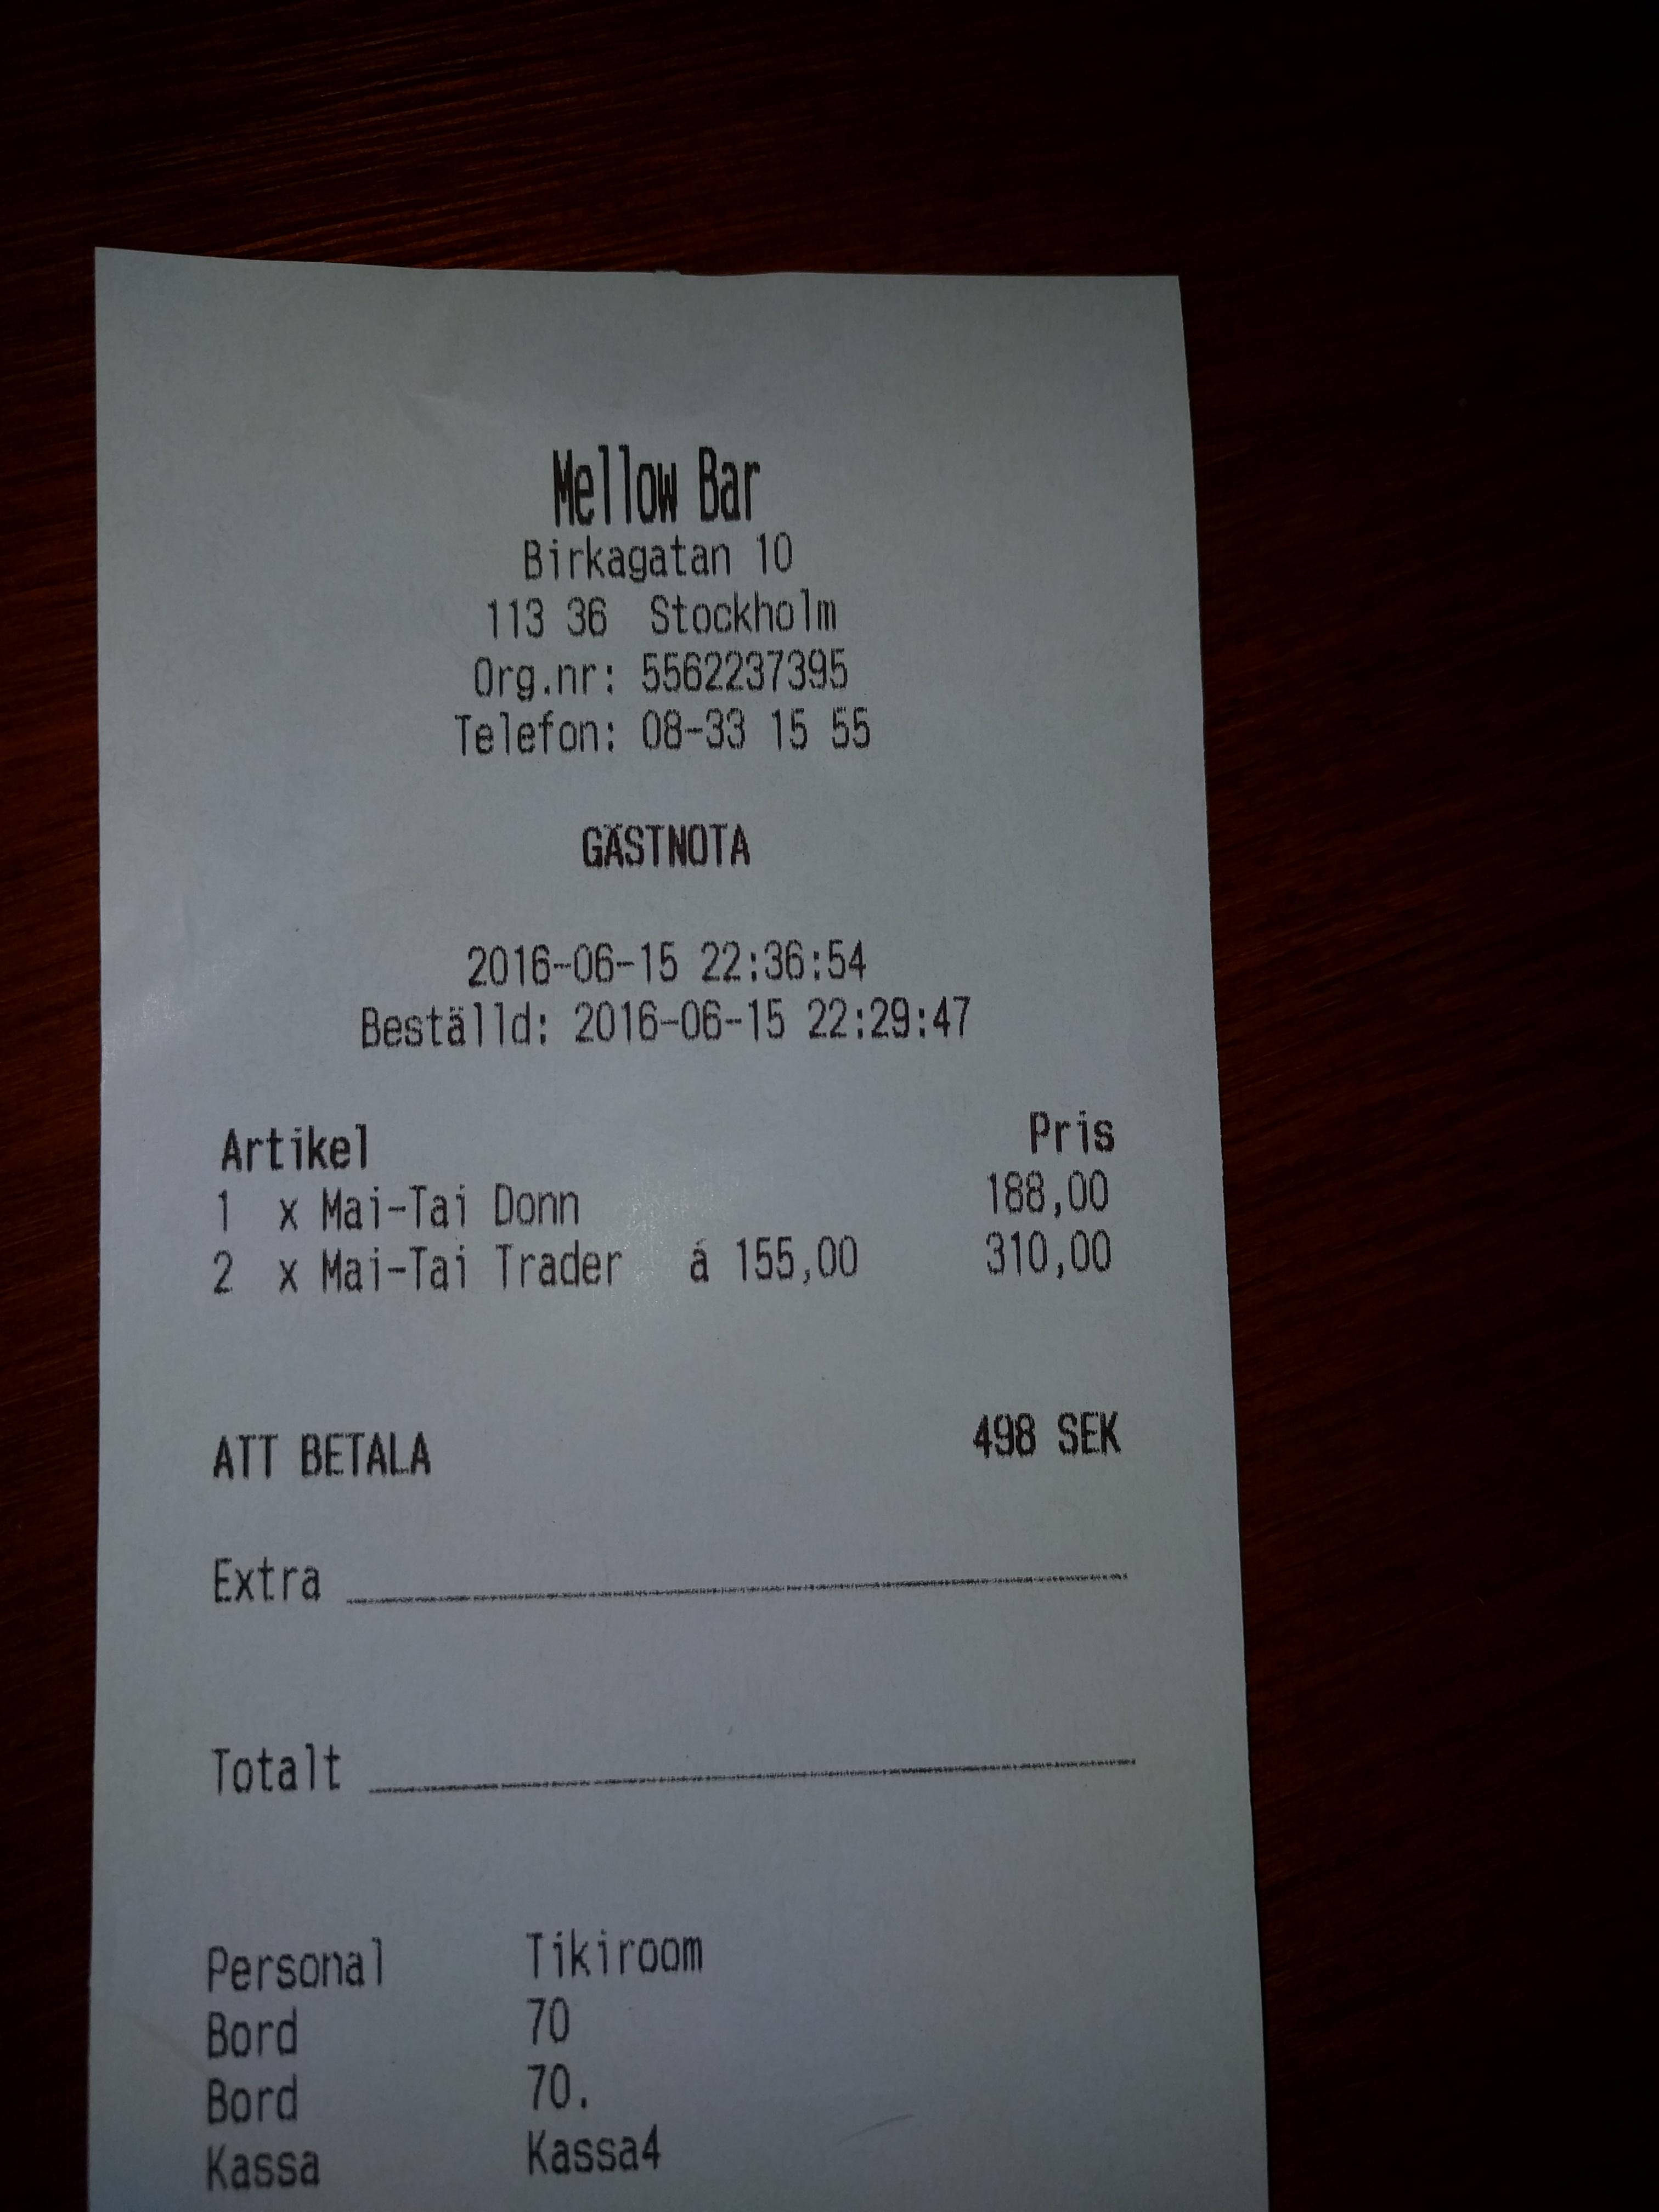 Mellow Bar
Birkagatan 10
113 36 Stockholm
Org.nr: 5562237395
Telefon: 08-33 15 55
GÄSTNOTA
2016-06-15 22:36:54
Beställd: 2016-06-15 22:29:47
Artikel Pris
1 x Mai-Tai Donn 188,00
2 x Mai-Tai Trader á 155,00 310,00
ATT BETALA 498 SEK
Extra
Totalt
Personal Tikiroom
Bord 70
Bord 70.
Kassa Kassa4